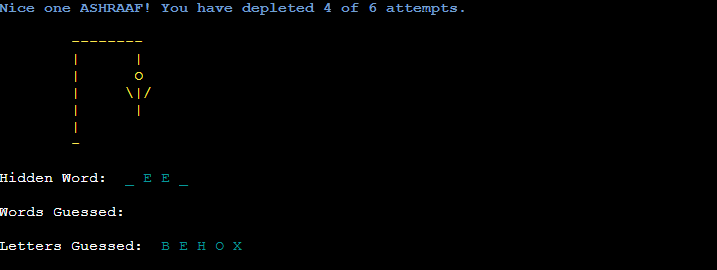 Nice one ASHRAAF! You have depleted 4 of 6 attempts.
--------
|       |
|       O
|      \|/
|       |
|
-
Hidden Word:  _ E E _
Words Guessed:
Letters Guessed:  B E H O X